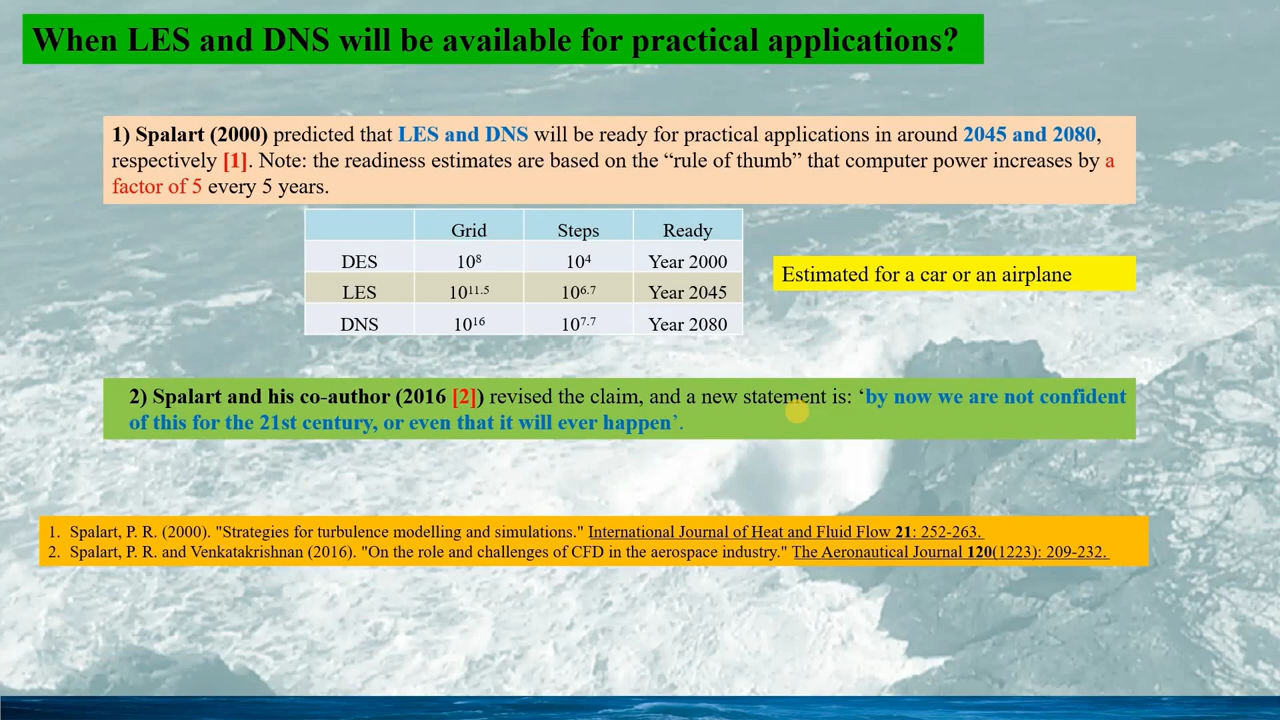 When LES and DNS will be available for practical applications?
1) Spalart (2000) predicted that LES and DNS will be ready for practical applications in around 2045 and 2080,
respectively [1]. Note: the readiness estimates are based on the “rule of thumb” that computer power increases by a
factor of 5 every 5 years.
Grid Steps Ready
DES 10⁸ 10⁴ Year 2000
LES 10¹¹·⁵ 10⁶·⁷ Year 2045
DNS 10¹⁶ 10⁷·⁷ Year 2080
Estimated for a car or an airplane
2) Spalart and his co-author (2016 [2]) revised the claim, and a new statement is: ‘by now we are not confident
of this for the 21st century, or even that it will ever happen’.
1. Spalart, P. R. (2000). "Strategies for turbulence modelling and simulations." International Journal of Heat and Fluid Flow 21: 252-263.
2. Spalart, P. R. and Venkatakrishnan (2016). "On the role and challenges of CFD in the aerospace industry." The Aeronautical Journal 120(1223): 209-232.